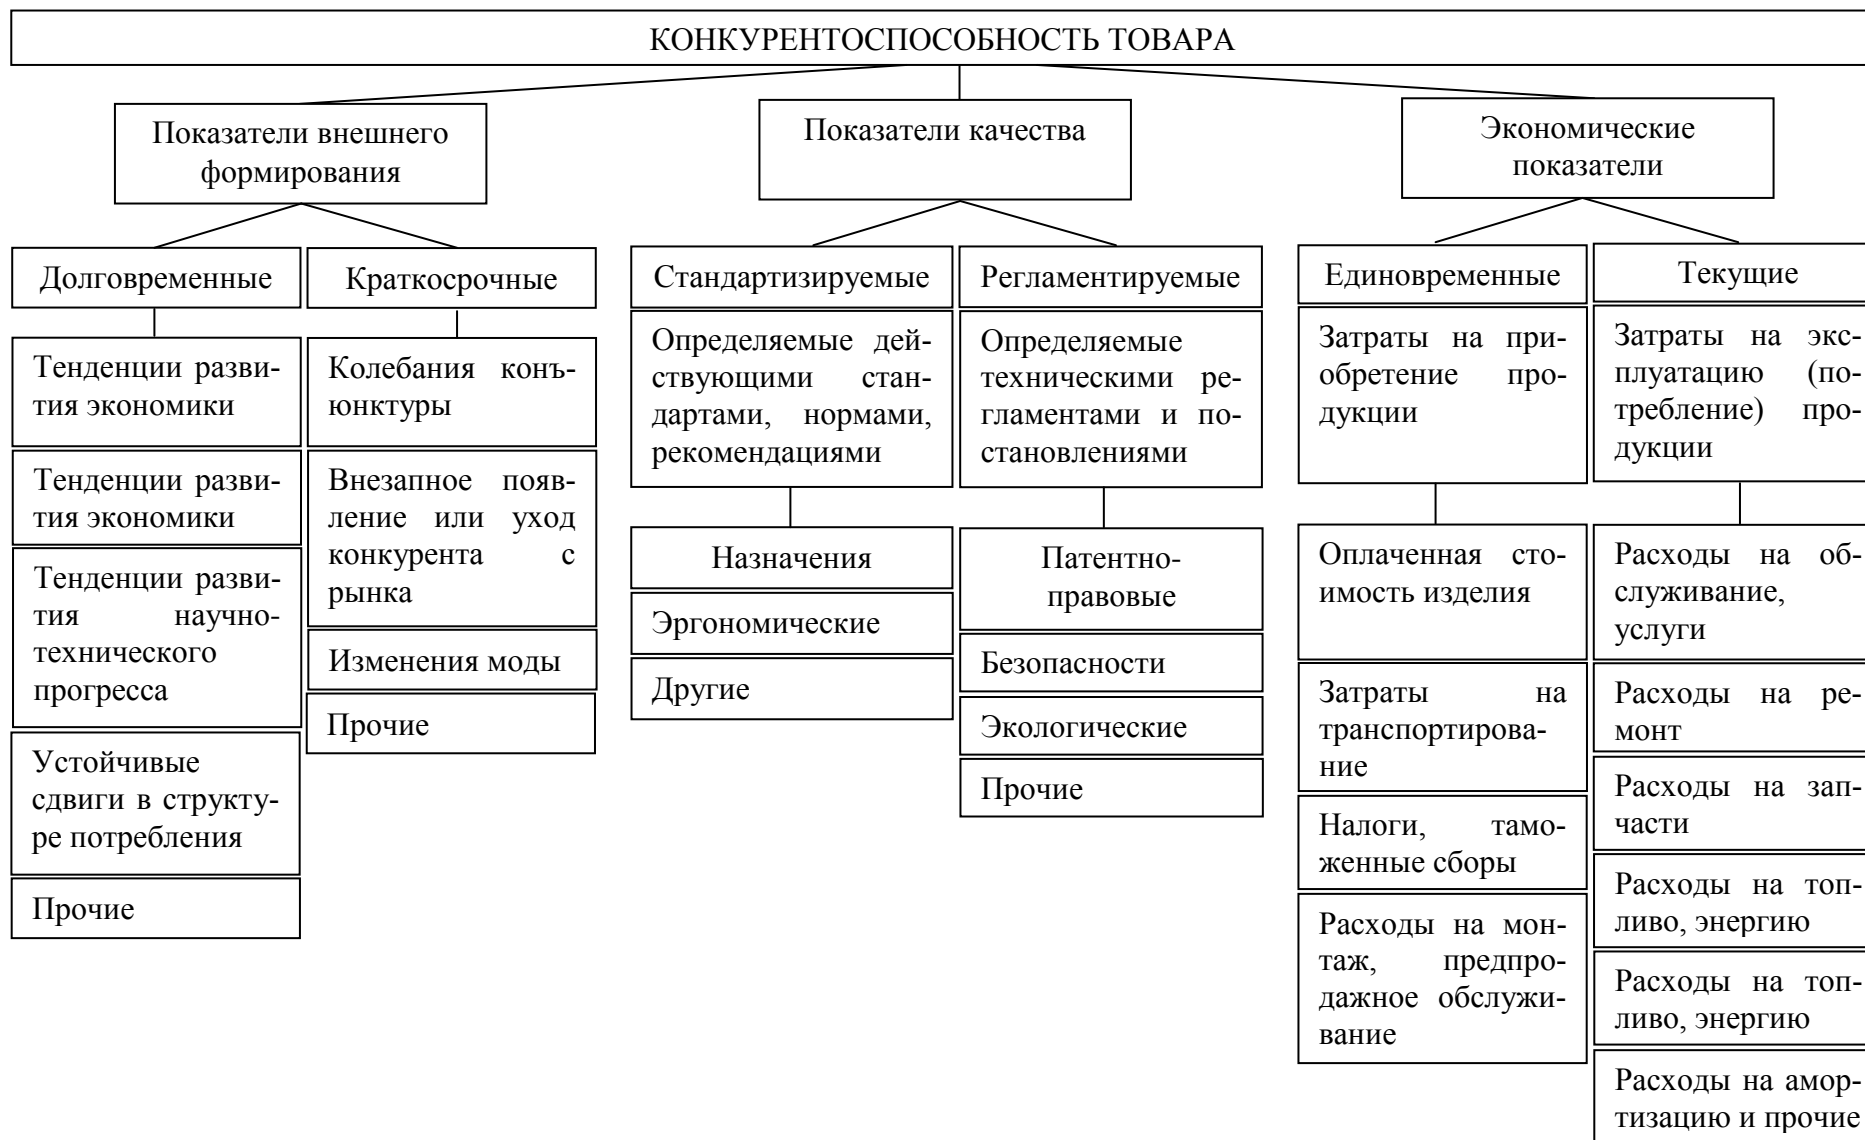 КОНКУРЕНТОСПОСОБНОСТЬ ТОВАРА
Показатели внешнего
формирования
Долговременные
Тенденции разви-
тия экономики
Тенденции разви-
тия экономики
Тенденции разви-
тия научно-
технического
прогресса
Устойчивые
сдвиги в структу-
ре потребления
Прочие
Краткосрочные
Колебания конъ-
юнктуры
Внезапное появ-
ление или уход
конкурента с
рынка
Изменения моды
Прочие
Показатели качества
Стандартизируемые
Определяемые дей-
ствующими стан-
дартами, нормами,
рекомендациями
Назначения
Эргономические
Другие
Регламентируемые
Определяемые
техническими ре-
гламентами и по-
становлениями
Патентно-
правовые
Безопасности
Экологические
Прочие
Экономические
показатели
Единовременные
Затраты на при-
обретение про-
дукции
Оплаченная сто-
имость изделия
Затраты на
транспортирова-
ние
Налоги, тамо-
женные сборы
Расходы на мон-
таж, предпро-
дажное обслужи-
вание
Текущие
Затраты на экс-
плуатацию (по-
требление) про-
дукции
Расходы на об-
служивание,
услуги
Расходы на ре-
монт
Расходы на зап-
части
Расходы на топ-
ливо, энергию
Расходы на топ-
ливо, энергию
Расходы на амор-
тизацию и прочие